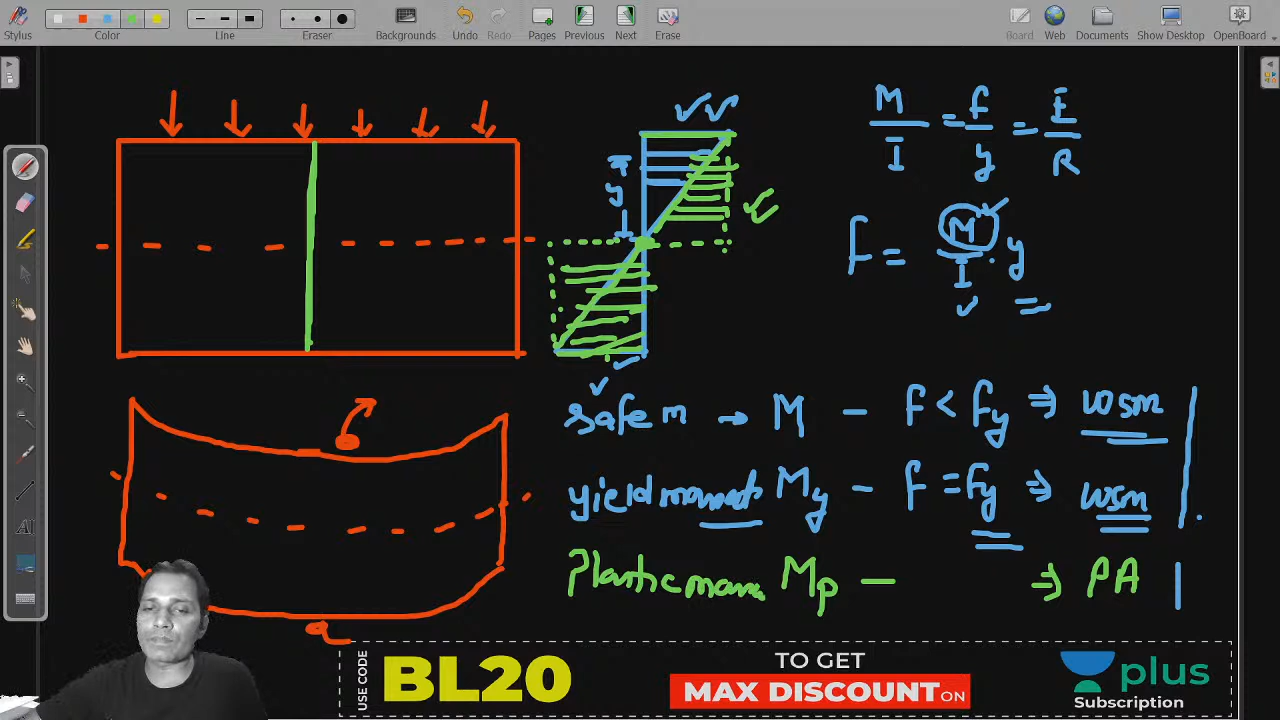 Stylus
Color
Line
Eraser
Backgrounds
Undo
Redo
Pages
Previous
Next
Erase
Board
Web
Documents
Show Desktop
OpenBoard
M/I = f/y = E/R
f = M/I . y
y
safe m → M - f < fy ⇒ wsm
yield moment My - f = fy ⇒ wsm
Plastic mom. Mp - ⇒ PA
USE CODE
BL20
TO GET
MAX DISCOUNT ON
plus
Subscription